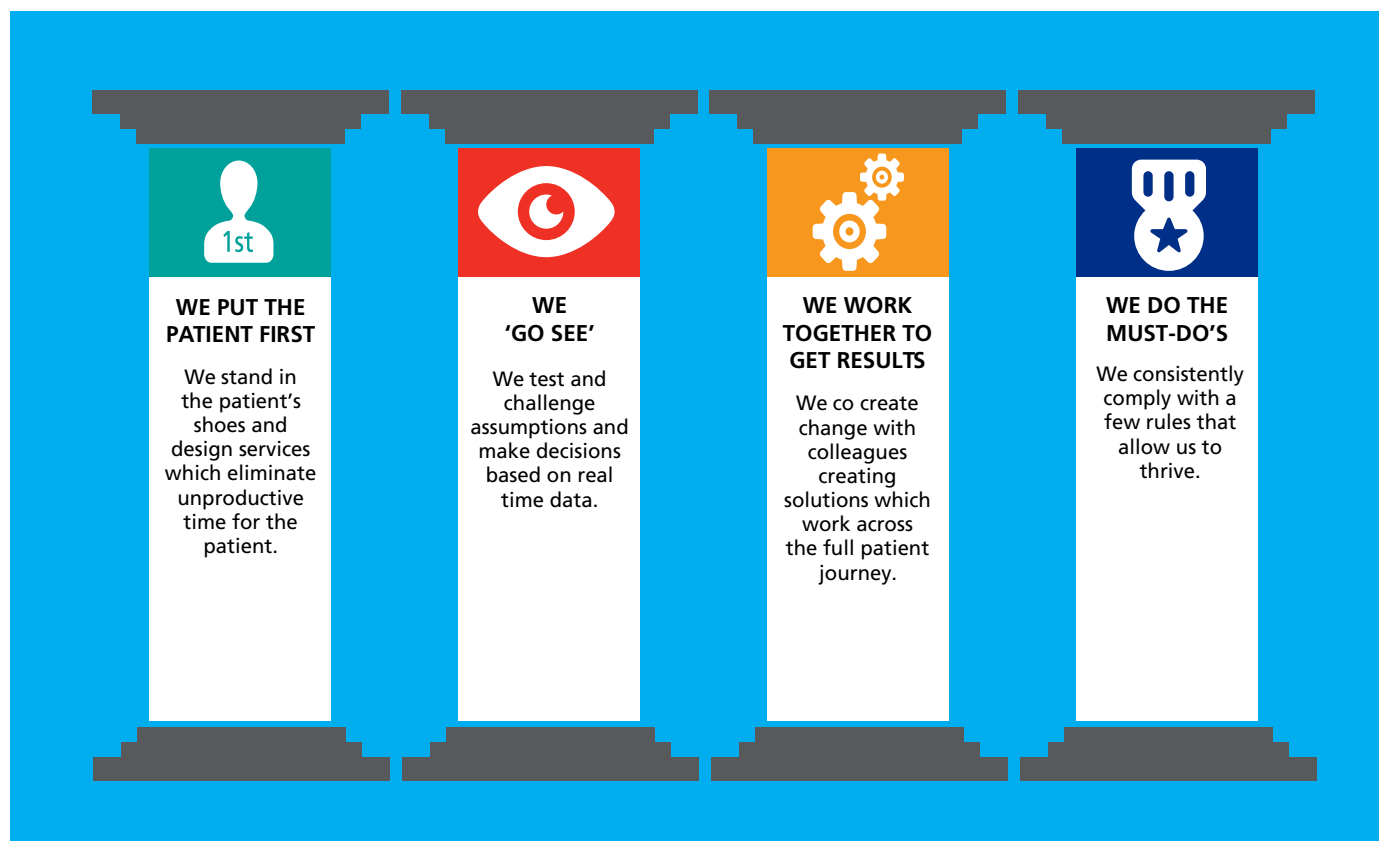 1st
WE PUT THE
PATIENT FIRST
We stand in
the patient’s
shoes and
design services
which eliminate
unproductive
time for the
patient.
WE
‘GO SEE’
We test and
challenge
assumptions and
make decisions
based on real
time data.
WE WORK
TOGETHER TO
GET RESULTS
We co create
change with
colleagues
creating
solutions which
work across
the full patient
journey.
WE DO THE
MUST-DO’S
We consistently
comply with a
few rules that
allow us to
thrive.